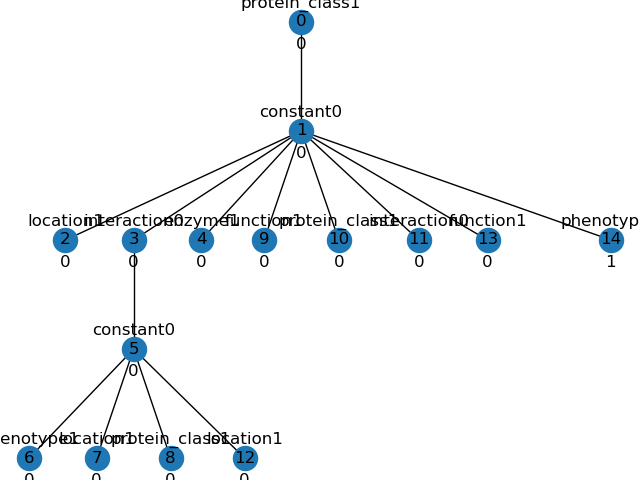 protein_class1
0
0
constant0
1
0
location1 interaction0 enzyme1 function1 protein_class1 interaction0 function1 phenotyp
2 3 4 9 10 11 13 14
0 0 0 0 0 0 0 1
constant0
5
0
enotype1 location1 protein_class1 location1
6 7 8 12
0 0 0 0